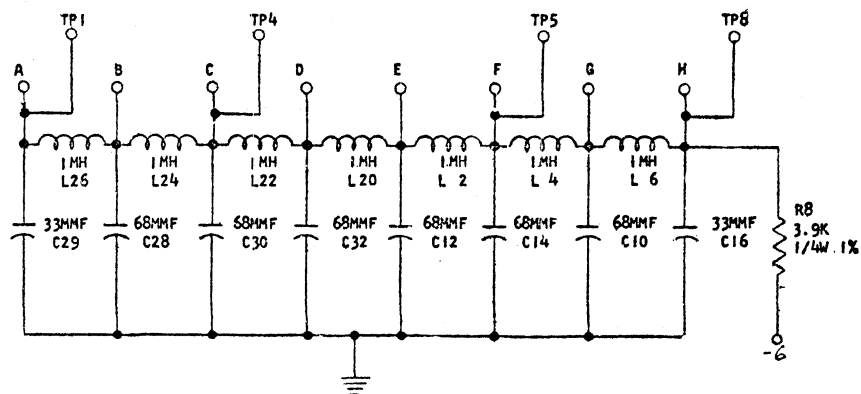 TP1 TP4 TP5 TP8
A B C D E F G H
1MH 1MH 1MH 1MH 1MH 1MH 1MH
L26 L24 L22 L20 L 2 L 4 L 6
33MMF 68MMF 68MMF 68MMF 68MMF 68MMF 68MMF 33MMF
C29 C28 C30 C32 C12 C14 C10 C16
R8
3.9K
1/4W.1%
-6